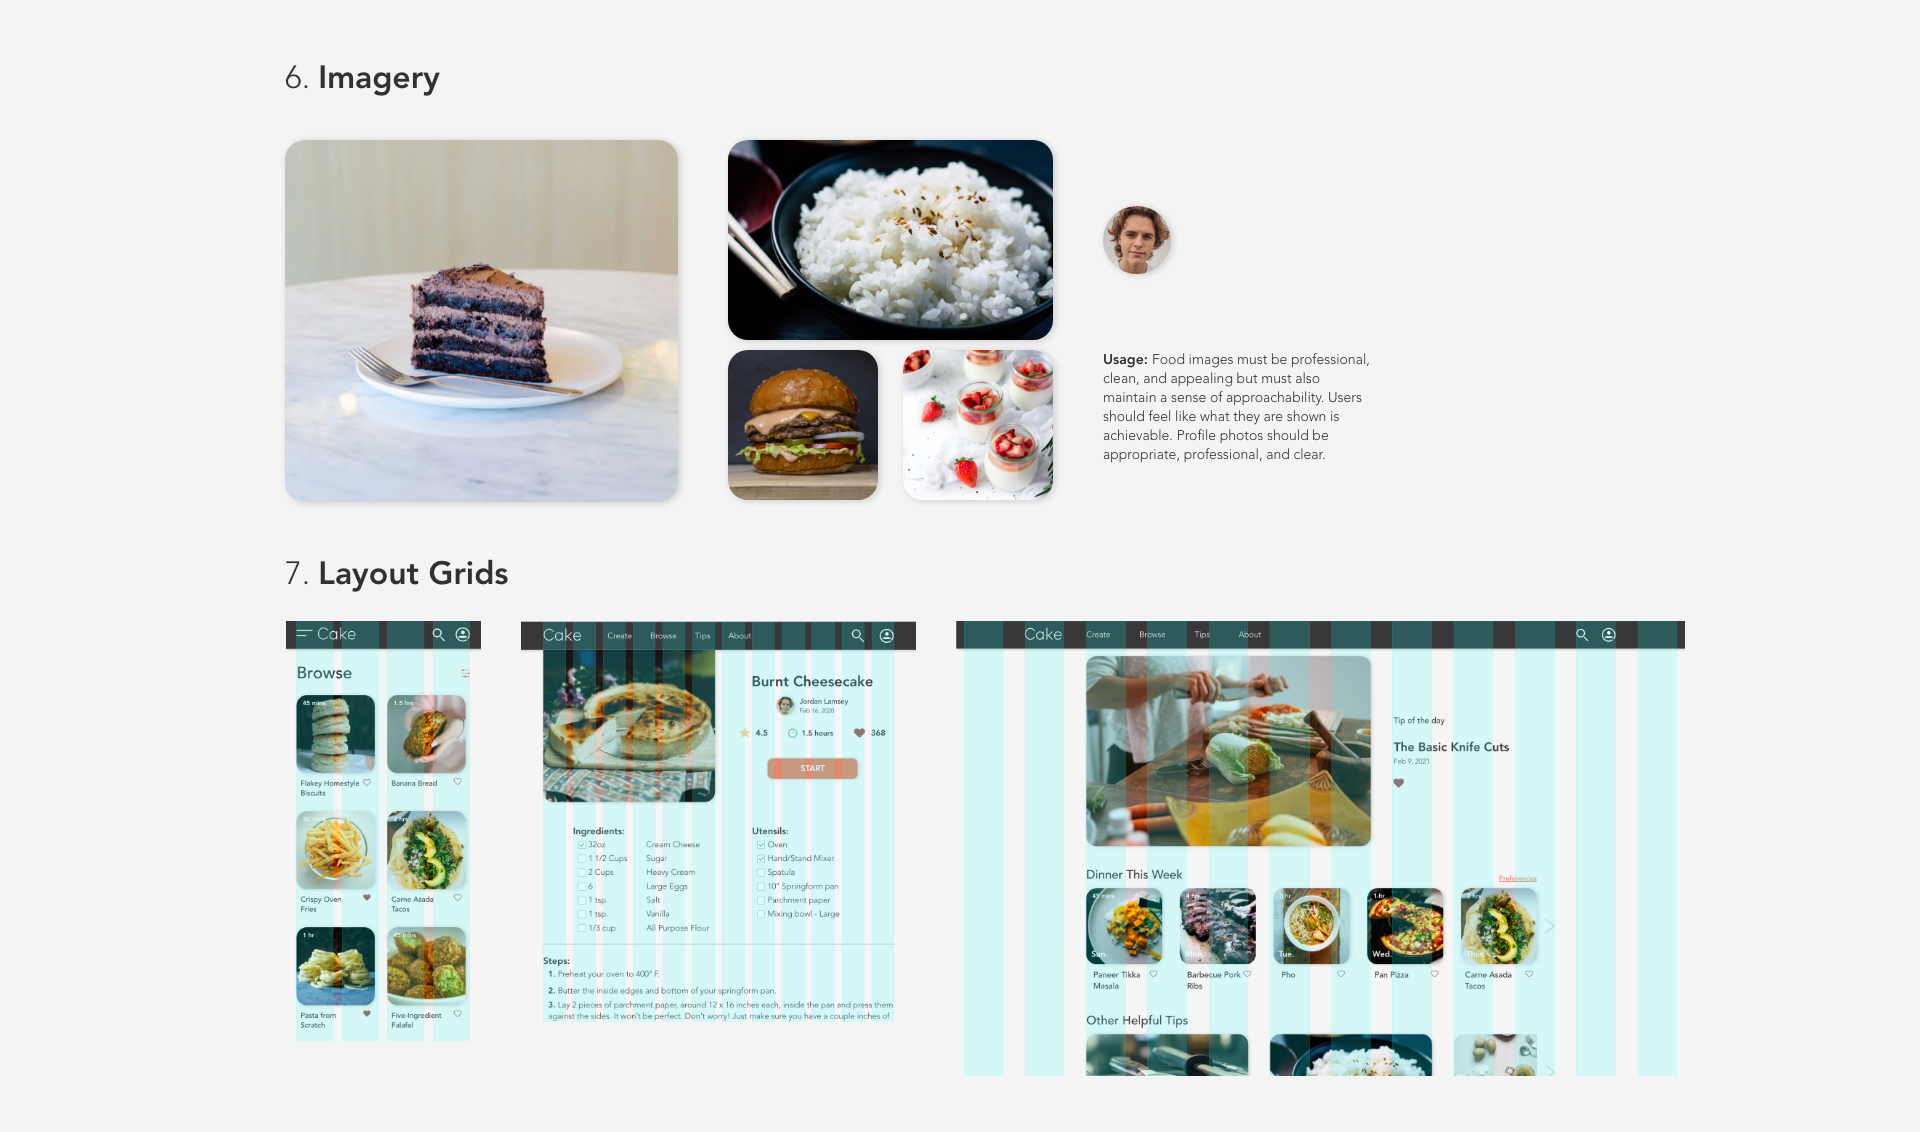 6. Imagery
Usage: Food images must be professional,
clean, and appealing but must also
maintain a sense of approachability. Users
should feel like what they are shown is
achievable. Profile photos should be
appropriate, professional, and clear.
7. Layout Grids
Cake
Browse
45 mins
1.5 hrs
Flakey Homestyle
Biscuits
Banana Bread
30 mins
2 hrs
Crispy Oven
Fries
Carne Asada
Tacos
1 hr
45 mins
Pasta from
Scratch
Five-Ingredient
Falafel
Cake Create Browse Tips About
Burnt Cheesecake
Jordan Lamsey
Feb 16, 2020
4.5 1.5 hours 368
START
Ingredients:
32oz Cream Cheese
1 1/2 Cups Sugar
2 Cups Heavy Cream
6 Large Eggs
1 tsp. Salt
1 tsp. Vanilla
1/3 cup All Purpose Flour
Utensils:
Oven
Hand/Stand Mixer
Spatula
10" Springform pan
Parchment paper
Mixing bowl - Large
Steps:
1. Preheat your oven to 400° F.
2. Butter the inside edges and bottom of your springform pan.
3. Lay 2 pieces of parchment paper, around 12 x 16 inches each, inside the pan and press them
against the sides. It won't be perfect. Don't worry! Just make sure you have a couple inches of
Cake Create Browse Tips About
Tip of the day
The Basic Knife Cuts
Feb 9, 2021
Dinner This Week
Preferences
45 mins
1 hr
2 hrs
Sun.
Mon.
Tue.
Wed.
Thur.
Paneer Tikka
Masala
Barbecue Pork
Ribs
Pho
Pan Pizza
Carne Asada
Tacos
Other Helpful Tips